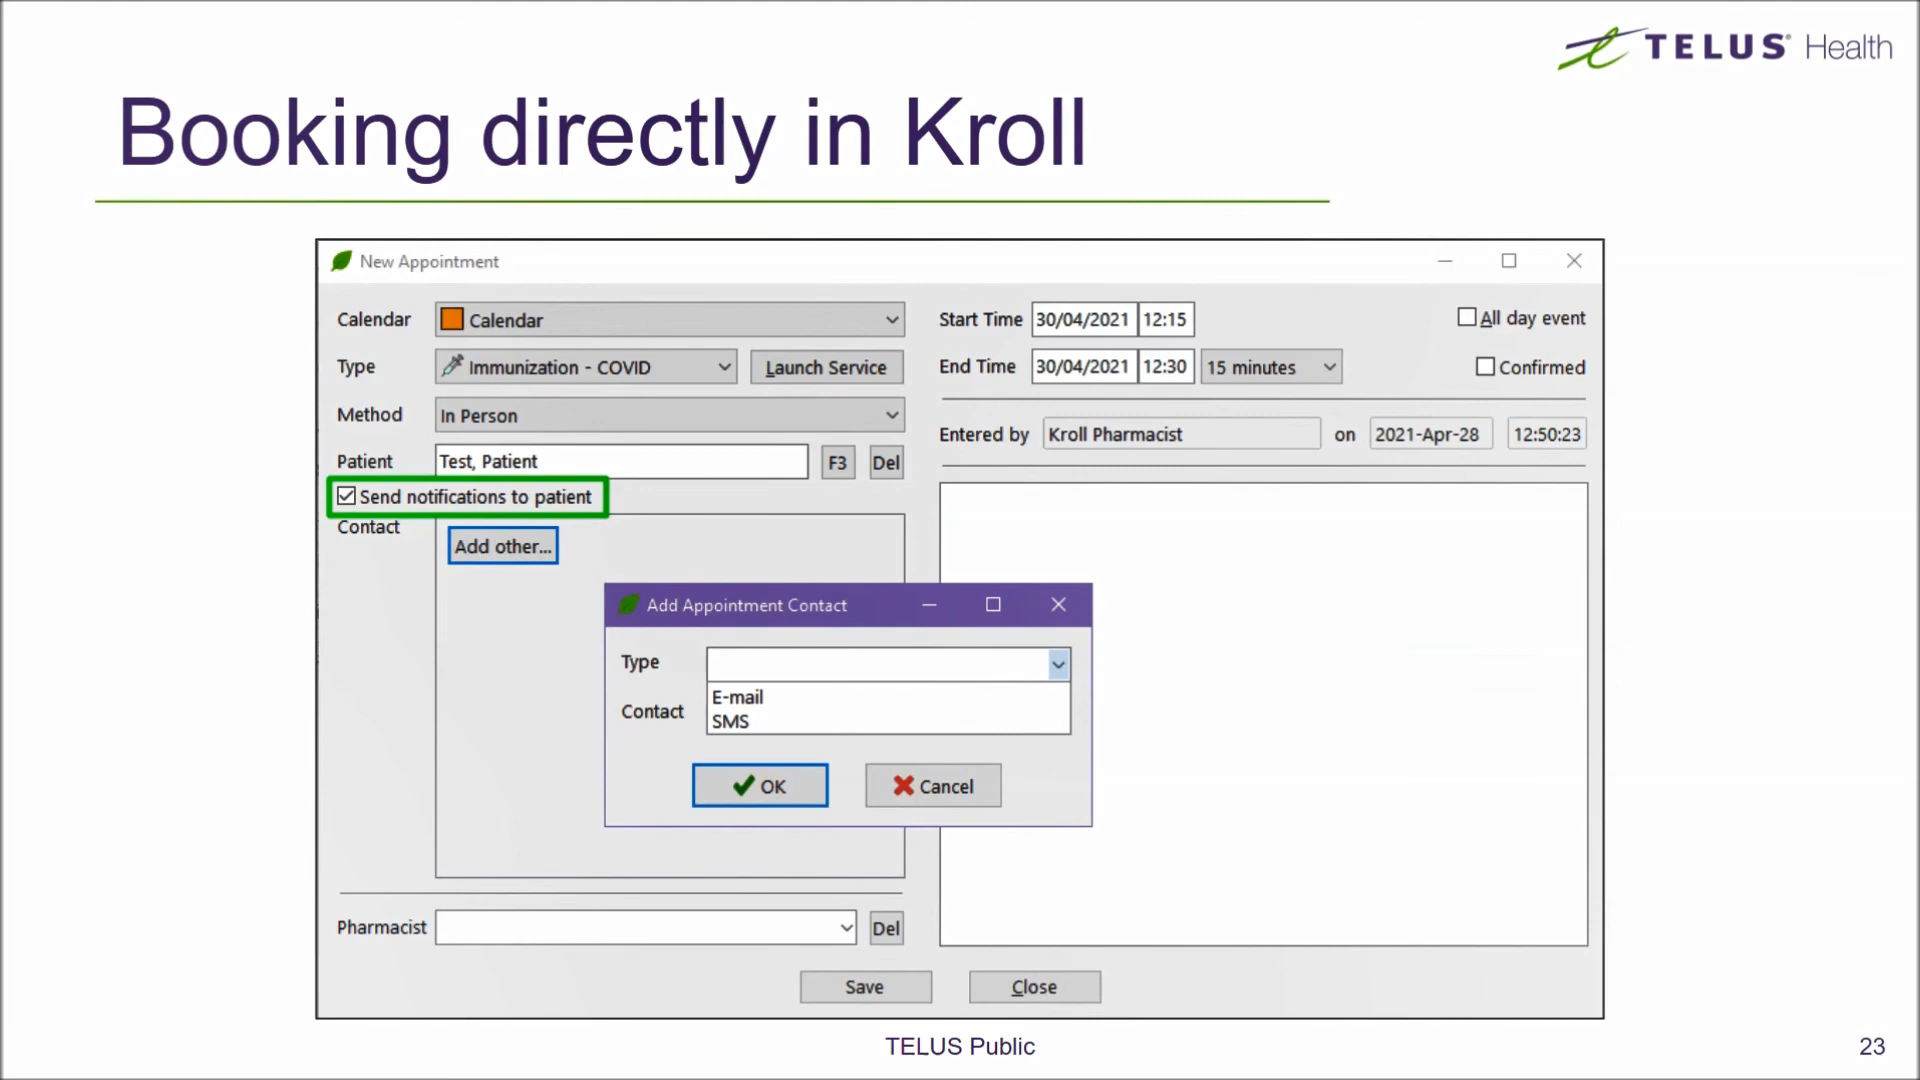 TELUS Health
Booking directly in Kroll
New Appointment
Calendar Calendar
Type Immunization - COVID Launch Service
Method In Person
Patient Test, Patient F3 Del
Send notifications to patient
Contact Add other...
Start Time 30/04/2021 12:15 All day event
End Time 30/04/2021 12:30 15 minutes Confirmed
Entered by Kroll Pharmacist on 2021-Apr-28 12:50:23
Add Appointment Contact
Type
E-mail
Contact
SMS
OK Cancel
Pharmacist Del
Save Close
TELUS Public
23